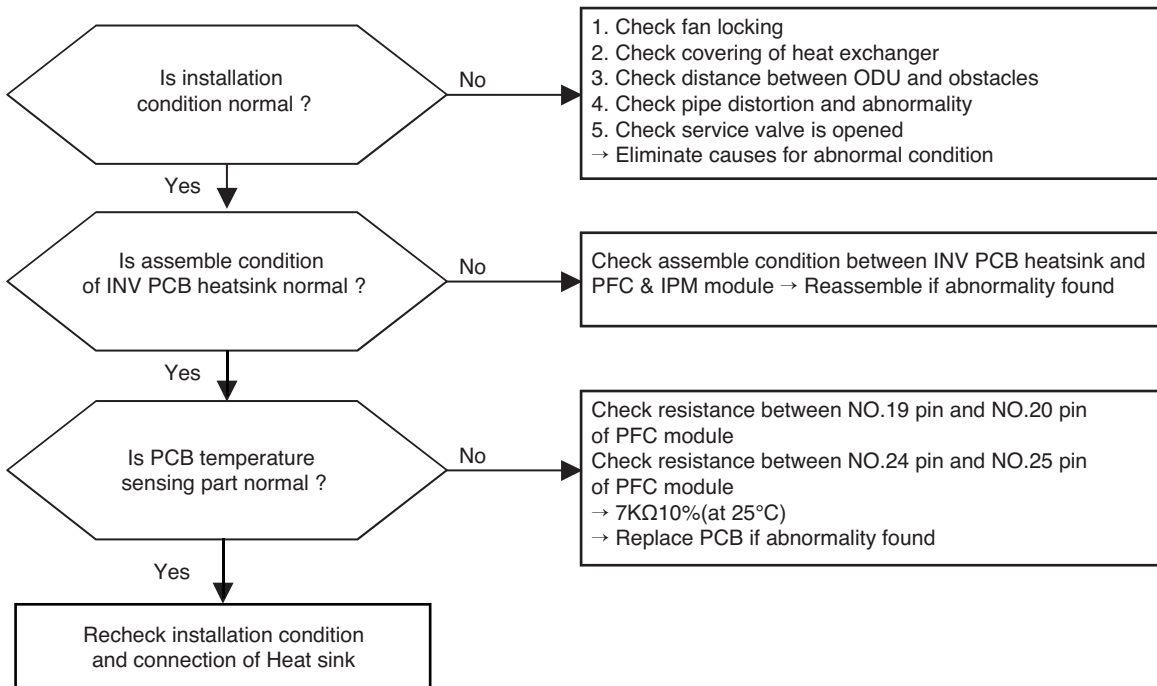 Is installation
condition normal ?
No
1. Check fan locking
2. Check covering of heat exchanger
3. Check distance between ODU and obstacles
4. Check pipe distortion and abnormality
5. Check service valve is opened
→ Eliminate causes for abnormal condition
Yes
Is assemble condition
of INV PCB heatsink normal ?
No
Check assemble condition between INV PCB heatsink and
PFC & IPM module → Reassemble if abnormality found
Yes
Is PCB temperature
sensing part normal ?
No
Check resistance between NO.19 pin and NO.20 pin
of PFC module
Check resistance between NO.24 pin and NO.25 pin
of PFC module
→ 7KΩ10%(at 25°C)
→ Replace PCB if abnormality found
Yes
Recheck installation condition
and connection of Heat sink